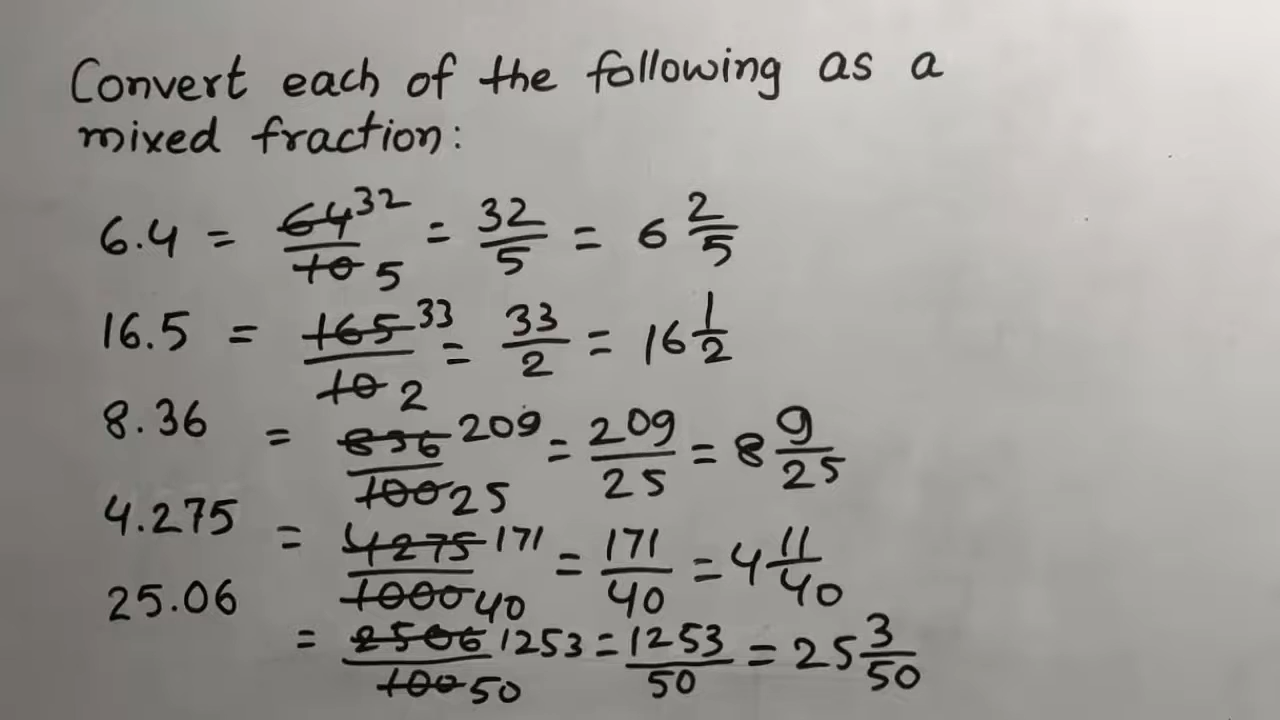 Convert each of the following as a
mixed fraction:
6.4 = 64/10 32/5 = 32/5 = 6 2/5
16.5 = 165/10 33/2 = 33/2 = 16 1/2
8.36 = 836/100 209/25 = 209/25 = 8 9/25
4.275 = 4275/1000 171/40 = 171/40 = 4 11/40
25.06 = 2506/100 1253/50 = 1253/50 = 25 3/50